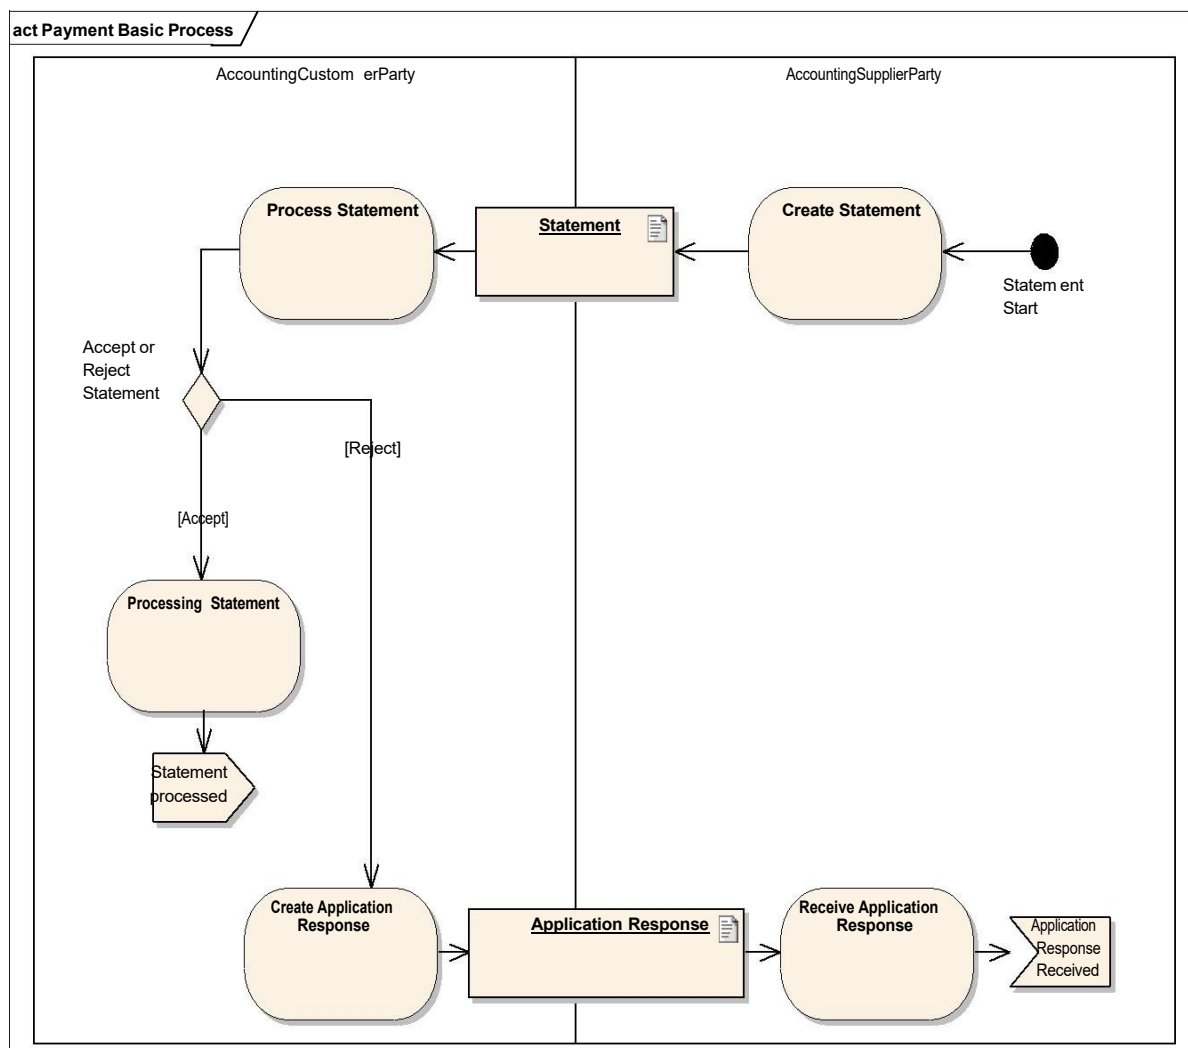 act Payment Basic Process
AccountingCustom erParty
AccountingSupplierParty
Process Statement
Statement
Create Statement
Statem ent
Start
Accept or
Reject
Statement
[Reject]
[Accept]
Processing Statement
Statement
processed
Create Application
Response
Application Response
Receive Application
Response
Application
Response
Received